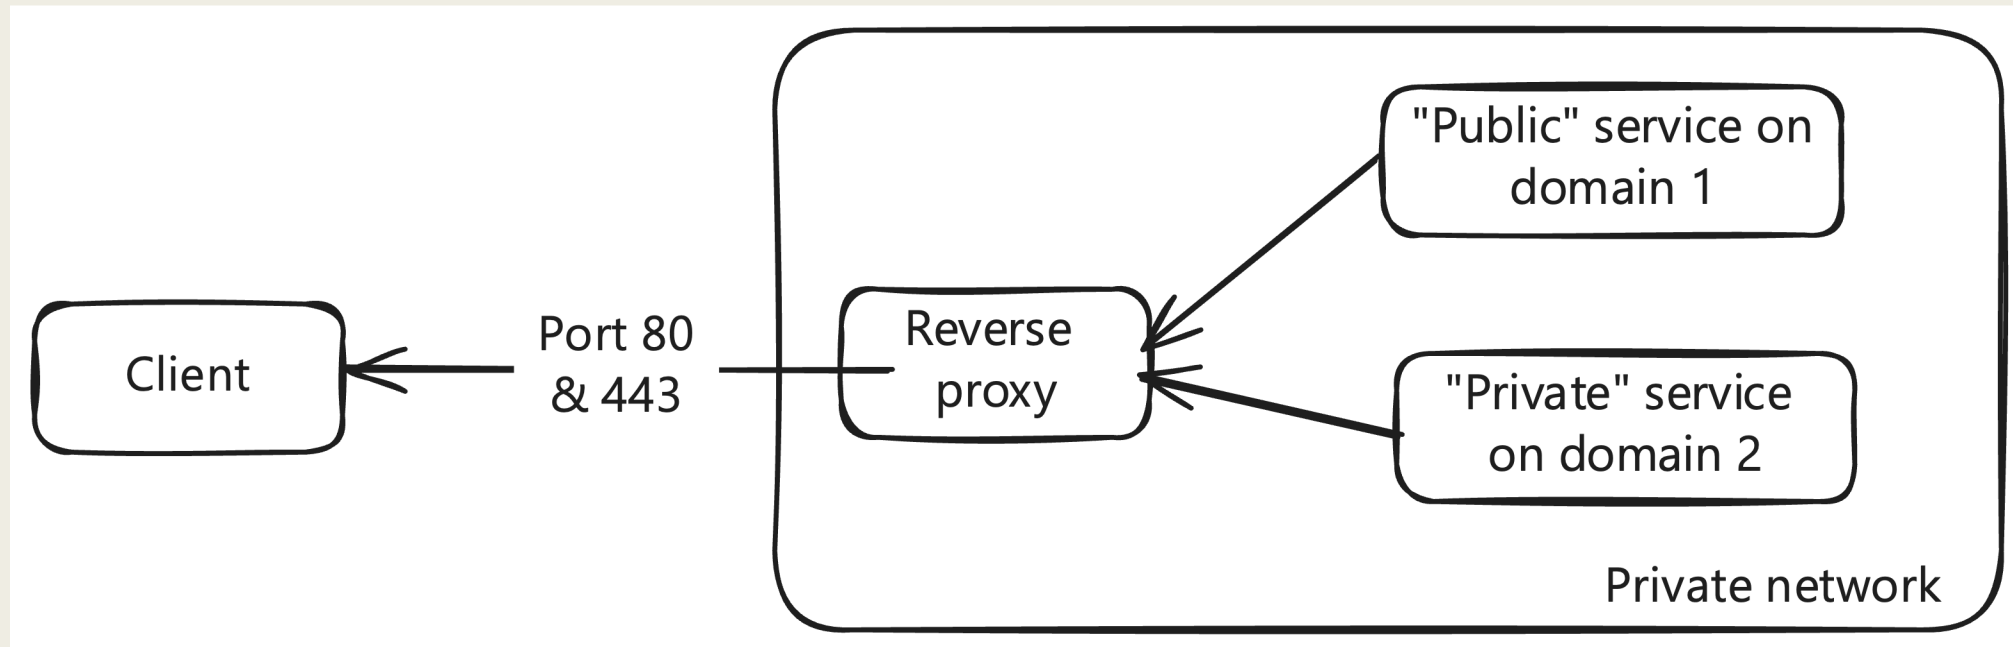 Client
Port 80
& 443
Reverse
proxy
"Public" service on
domain 1
"Private" service
on domain 2
Private network